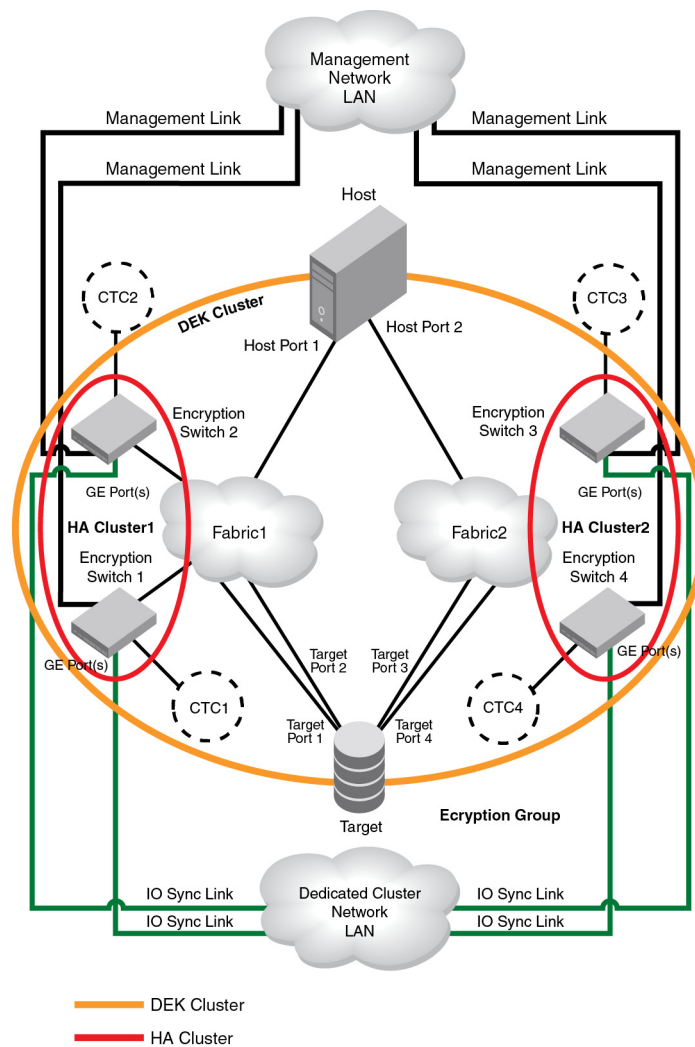 Management
Network
LAN
Management Link
Management Link
Management Link
Management Link
Host
CTC2
CTC3
DEK Cluster
Host Port 1
Host Port 2
Encryption
Switch 2
Encryption
Switch 3
GE Port(s)
GE Port(s)
HA Cluster1
Fabric1
Fabric2
HA Cluster2
Encryption
Switch 1
Encryption
Switch 4
GE Port(s)
GE Port(s)
Target
Port 2
Target
Port 3
CTC1
CTC4
Target
Port 1
Target
Port 4
Target
Ecryption Group
IO Sync Link
IO Sync Link
Dedicated Cluster
Network
LAN
IO Sync Link
IO Sync Link
DEK Cluster
HA Cluster